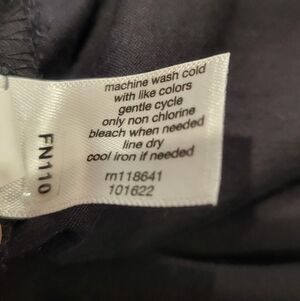 machine wash cold
with like colors
gentle cycle
only non chlorine
bleach when needed
line dry
cool iron if needed
rn118641
101622
FN110